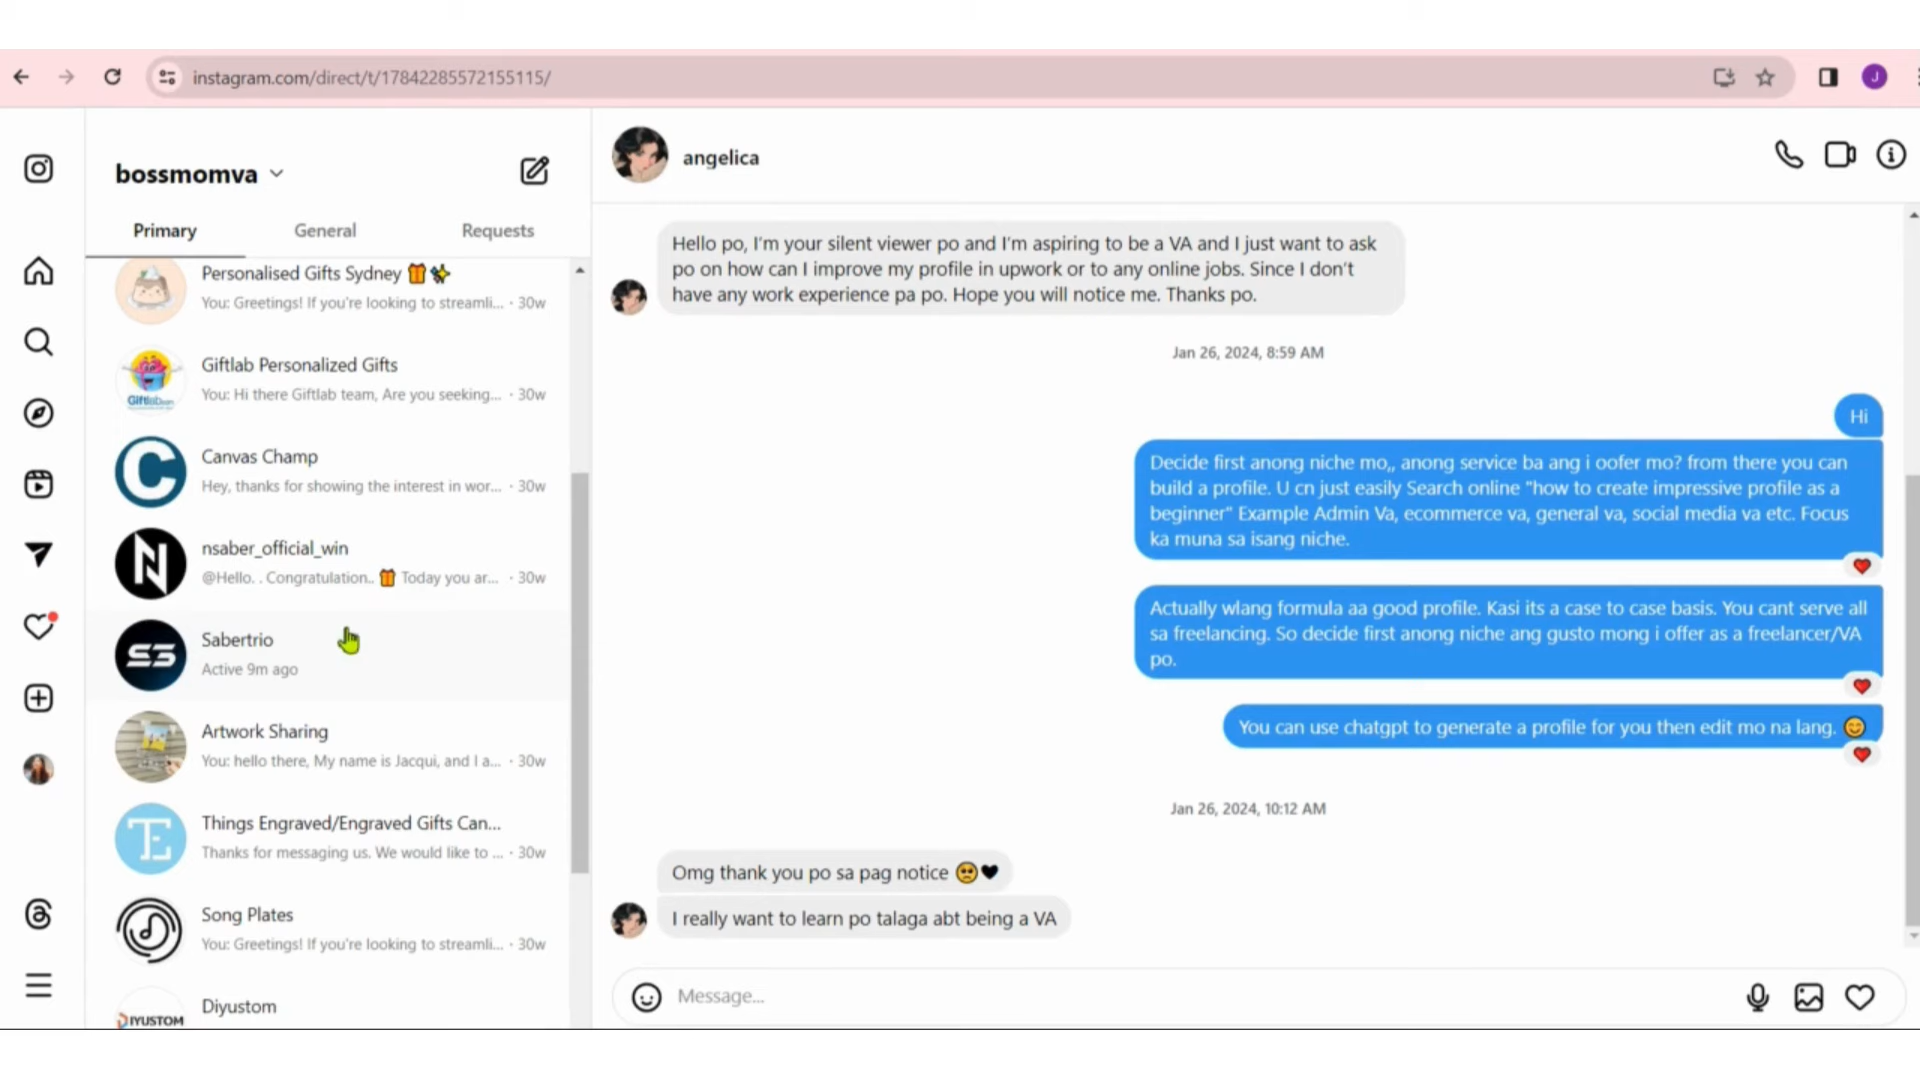 instagram.com/direct/t/17842285572155115/
J
bossmomva
Primary
General
Requests
Personalised Gifts Sydney 🎁✨
You: Greetings! If you're looking to streamli... · 30w
Giftlab Personalized Gifts
You: Hi there Giftlab team, Are you seeking... · 30w
Canvas Champ
Hey, thanks for showing the interest in wor... · 30w
nsaber_official_win
@Hello. . Congratulation.. 🎁 Today you ar... · 30w
Sabertrio
Active 9m ago
Artwork Sharing
You: hello there, My name is Jacqui, and I a... · 30w
Things Engraved/Engraved Gifts Can...
Thanks for messaging us. We would like to ... · 30w
Song Plates
You: Greetings! If you're looking to streamli... · 30w
Diyustom
DIYUSTOM
angelica
Hello po, I'm your silent viewer po and I'm aspiring to be a VA and I just want to ask
po on how can I improve my profile in upwork or to any online jobs. Since I don't
have any work experience pa po. Hope you will notice me. Thanks po.
Jan 26, 2024, 8:59 AM
Hi
Decide first anong niche mo,, anong service ba ang i oofer mo? from there you can
build a profile. U cn just easily Search online "how to create impressive profile as a
beginner" Example Admin Va, ecommerce va, general va, social media va etc. Focus
ka muna sa isang niche.
Actually wlang formula aa good profile. Kasi its a case to case basis. You cant serve all
sa freelancing. So decide first anong niche ang gusto mong i offer as a freelancer/VA
po.
You can use chatgpt to generate a profile for you then edit mo na lang. 😊
Jan 26, 2024, 10:12 AM
Omg thank you po sa pag notice 🥺🖤
I really want to learn po talaga abt being a VA
Message...